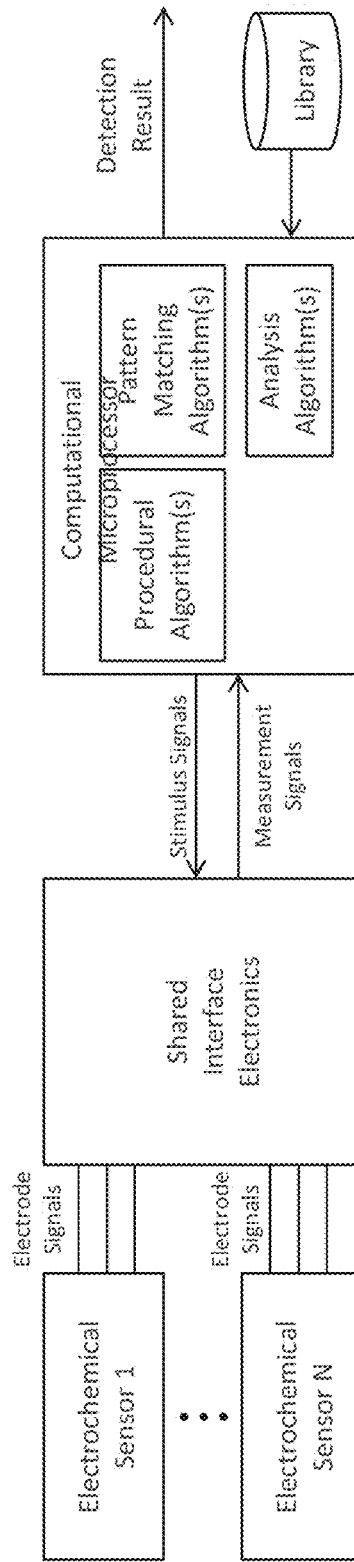 Electrochemical
Sensor 1
Electrochemical
Sensor N
Electrode
Signals
Electrode
Signals
Shared
Interface
Electronics
Stimulus Signals
Measurement
Signals
Computational
Microprocessor
Procedural
Algorithm(s)
Pattern
Matching
Algorithm(s)
Analysis
Algorithm(s)
Detection
Result
Library